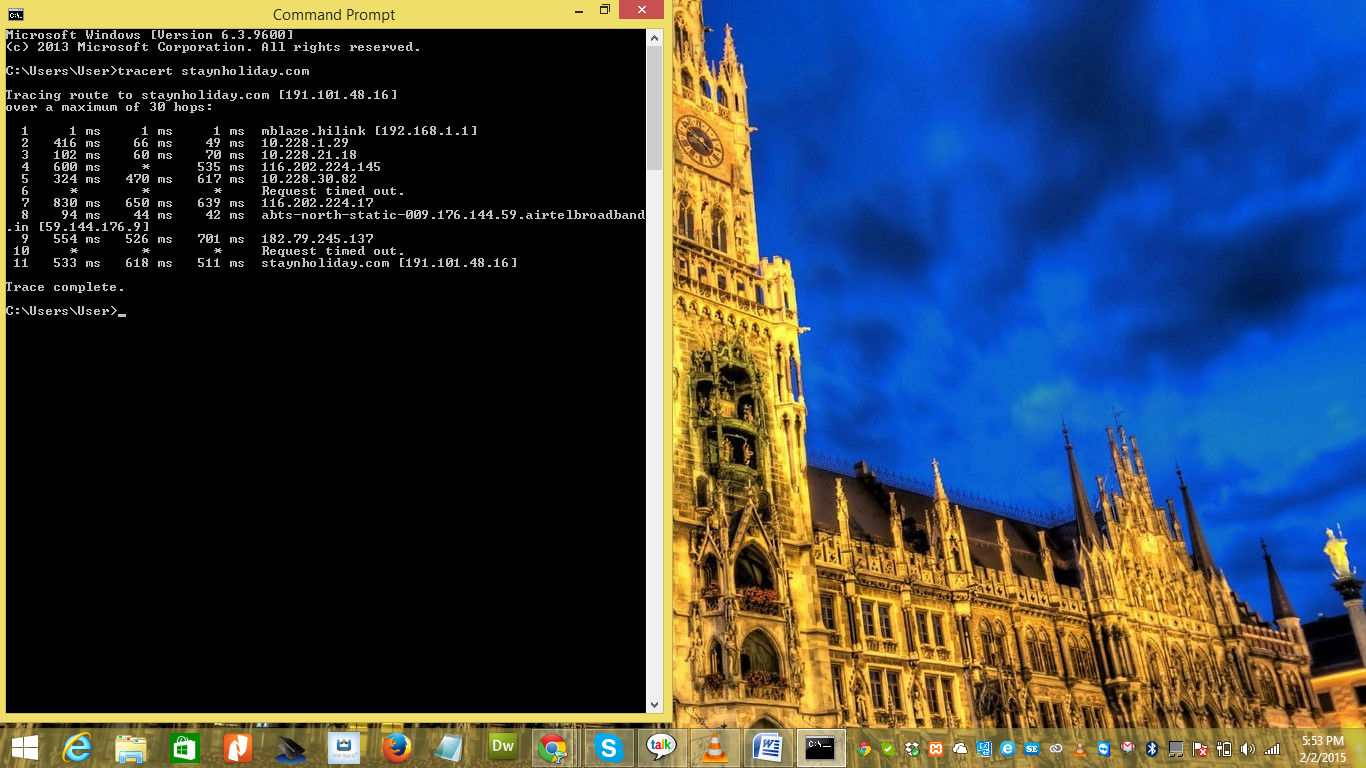 Command Prompt
Microsoft Windows [Version 6.3.9600]
(c) 2013 Microsoft Corporation. All rights reserved.
C:\Users\User>tracert staynholiday.com
Tracing route to staynholiday.com [191.101.48.16]
over a maximum of 30 hops:
1 1 ms 1 ms 1 ms mblaze.hilink [192.168.1.1]
2 416 ms 66 ms 49 ms 10.228.1.29
3 102 ms 60 ms 70 ms 10.228.21.18
4 600 ms * 535 ms 116.202.224.145
5 324 ms 470 ms 617 ms 10.228.30.82
6 * * * Request timed out.
7 830 ms 650 ms 639 ms 116.202.224.17
8 94 ms 44 ms 42 ms abts-north-static-009.176.144.59.airtelbroadband
.in [59.144.176.9]
9 554 ms 526 ms 701 ms 182.79.245.137
10 * * * Request timed out.
11 533 ms 618 ms 511 ms staynholiday.com [191.101.48.16]
Trace complete.
C:\Users\User>_
Dw
talk
5:53 PM
2/2/2015